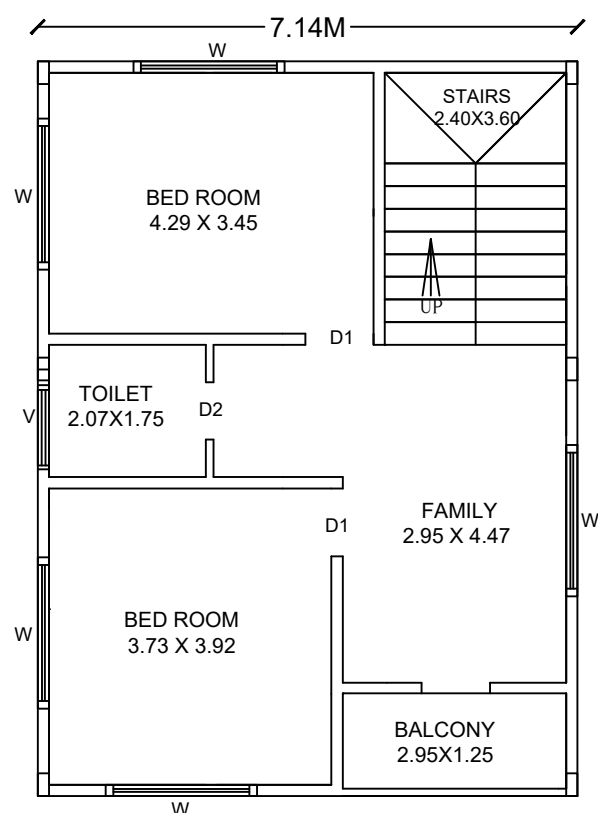 7.14M
W
STAIRS
2.40X3.60
W
BED ROOM
4.29 X 3.45
UP
D1
TOILET
2.07X1.75
D2
V
FAMILY
2.95 X 4.47
D1
W
BED ROOM
3.73 X 3.92
W
BALCONY
2.95X1.25
W